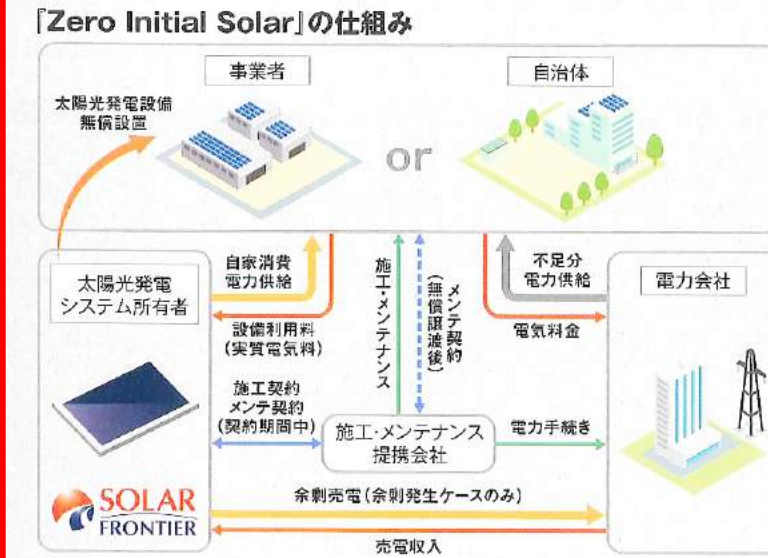 『Zero Initial Solar』の仕組み
事業者
自治体
太陽光発電設備
無償設置
or
太陽光発電
システム所有者
自家消費
電力供給
設備利用料
(実質電気料)
施工・メンテナンス
メンテ契約
(無償譲渡後)
不足分
電力供給
電気料金
電力会社
施工契約
メンテ契約
(契約期間中)
施工・メンテナンス
提携会社
電力手続き
SOLAR
FRONTIER
余剰売電(余剰発生ケースのみ)
売電収入